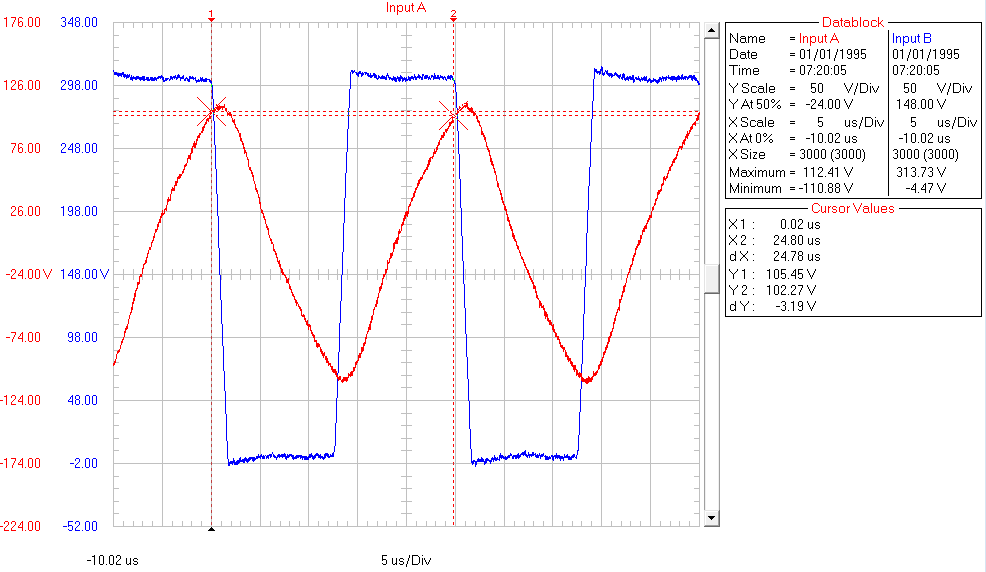 Input A
1 2
176.00 348.00
126.00 298.00
76.00 248.00
26.00 198.00
-24.00 V 148.00 V
-74.00 98.00
-124.00 48.00
-174.00 -2.00
-224.00 -52.00
-10.02 us 5 us/Div
Datablock
Name = Input A Input B
Date = 01/01/1995 01/01/1995
Time = 07:20:05 07:20:05
Y Scale = 50 V/Div 50 V/Div
Y At 50% = -24.00 V 148.00 V
X Scale = 5 us/Div 5 us/Div
X At 0% = -10.02 us -10.02 us
X Size = 3000 (3000) 3000 (3000)
Maximum = 112.41 V 313.73 V
Minimum = -110.88 V -4.47 V
Cursor Values
X1 : 0.02 us
X2 : 24.80 us
dX : 24.78 us
Y1 : 105.45 V
Y2 : 102.27 V
dY : -3.19 V